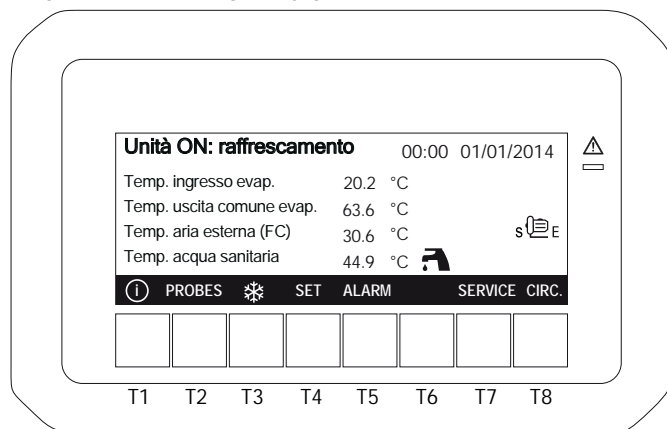 Unità ON: raffrescamento 00:00 01/01/2014
Temp. ingresso evap. 20.2 °C
Temp. uscita comune evap. 63.6 °C
Temp. aria esterna (FC) 30.6 °C S E
Temp. acqua sanitaria 44.9 °C
i PROBES SET ALARM SERVICE CIRC.
T1 T2 T3 T4 T5 T6 T7 T8